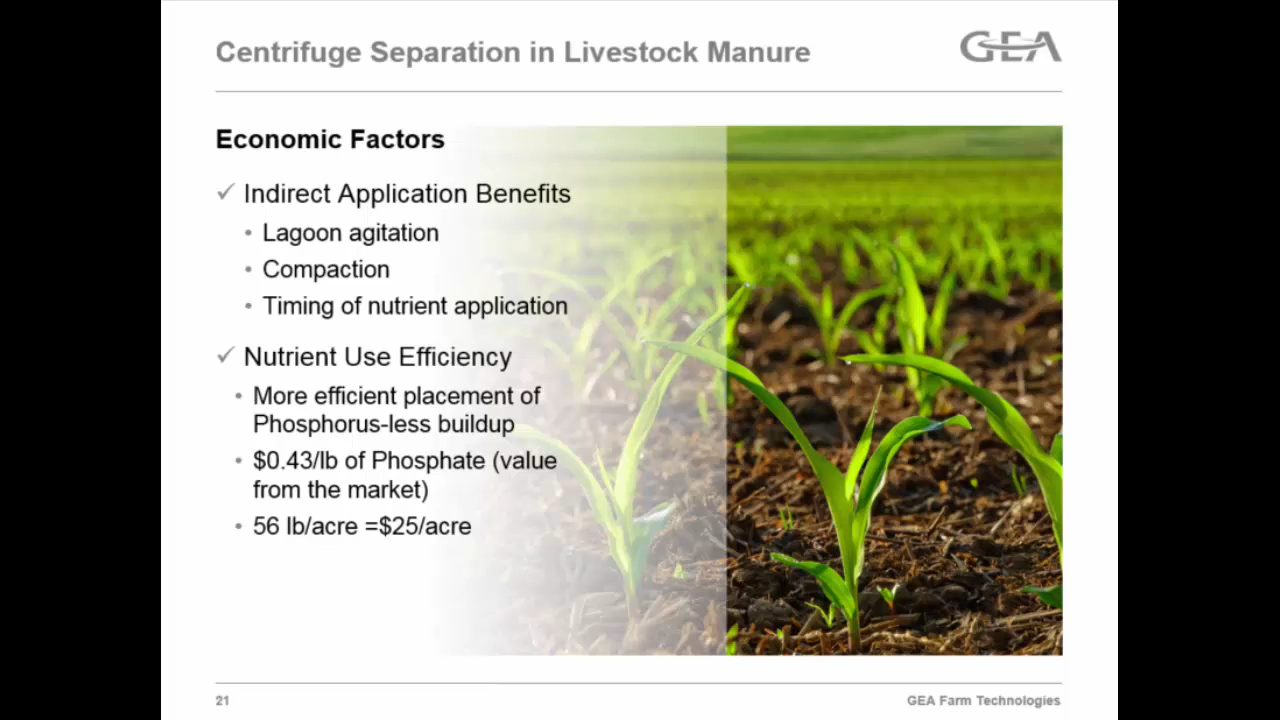 Centrifuge Separation in Livestock Manure
GEA
Economic Factors
✓ Indirect Application Benefits
• Lagoon agitation
• Compaction
• Timing of nutrient application
✓ Nutrient Use Efficiency
• More efficient placement of
Phosphorus-less buildup
• $0.43/lb of Phosphate (value
from the market)
• 56 lb/acre =$25/acre
21
GEA Farm Technologies